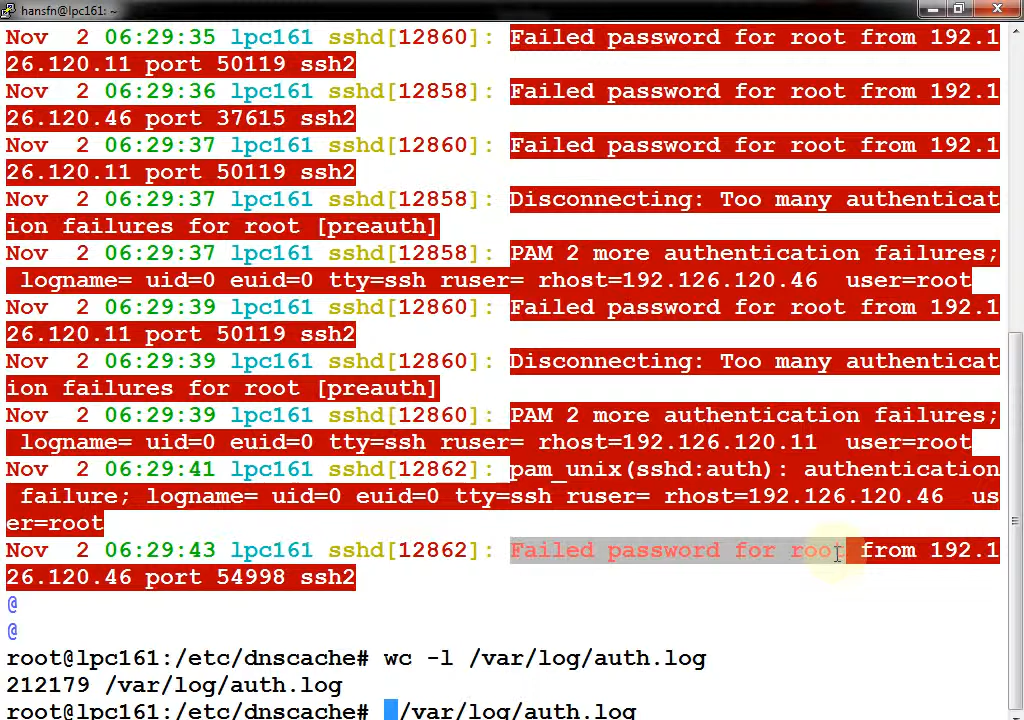 hansfn@lpc161: ~
Nov  2 06:29:35 lpc161 sshd[12860]: Failed password for root from 192.1
26.120.11 port 50119 ssh2
Nov  2 06:29:36 lpc161 sshd[12858]: Failed password for root from 192.1
26.120.46 port 37615 ssh2
Nov  2 06:29:37 lpc161 sshd[12860]: Failed password for root from 192.1
26.120.11 port 50119 ssh2
Nov  2 06:29:37 lpc161 sshd[12858]: Disconnecting: Too many authenticat
ion failures for root [preauth]
Nov  2 06:29:37 lpc161 sshd[12858]: PAM 2 more authentication failures;
 logname= uid=0 euid=0 tty=ssh ruser= rhost=192.126.120.46  user=root
Nov  2 06:29:39 lpc161 sshd[12860]: Failed password for root from 192.1
26.120.11 port 50119 ssh2
Nov  2 06:29:39 lpc161 sshd[12860]: Disconnecting: Too many authenticat
ion failures for root [preauth]
Nov  2 06:29:39 lpc161 sshd[12860]: PAM 2 more authentication failures;
 logname= uid=0 euid=0 tty=ssh ruser= rhost=192.126.120.11  user=root
Nov  2 06:29:41 lpc161 sshd[12862]: pam_unix(sshd:auth): authentication
 failure; logname= uid=0 euid=0 tty=ssh ruser= rhost=192.126.120.46  us
er=root
Nov  2 06:29:43 lpc161 sshd[12862]: Failed password for root from 192.1
26.120.46 port 54998 ssh2
@
@
root@lpc161:/etc/dnscache# wc -l /var/log/auth.log
212179 /var/log/auth.log
root@lpc161:/etc/dnscache#  /var/log/auth.log